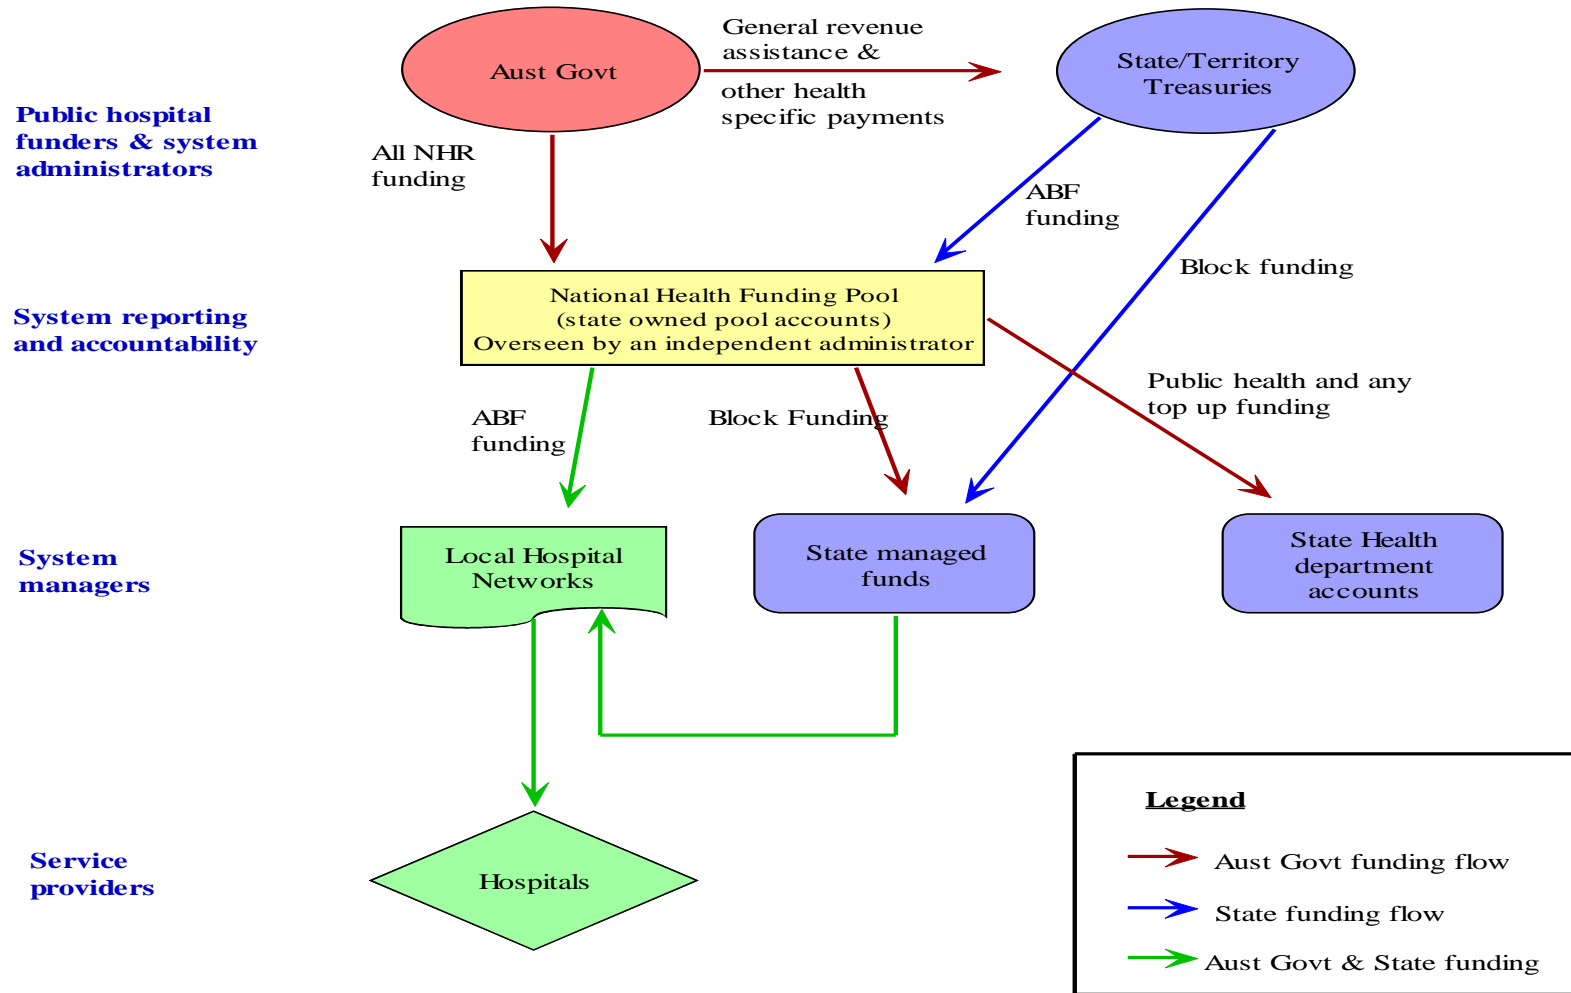 General revenue
assistance &
other health
specific payments
Aust Govt
State/Territory
Treasuries
Public hospital
funders & system
administrators
All NHR
funding
ABF
funding
Block funding
National Health Funding Pool
(state owned pool accounts)
Overseen by an independent administrator
System reporting
and accountability
Public health and any
top up funding
ABF
funding
Block Funding
System
managers
Local Hospital
Networks
State managed
funds
State Health
department
accounts
Service
providers
Hospitals
Legend
Aust Govt funding flow
State funding flow
Aust Govt & State funding